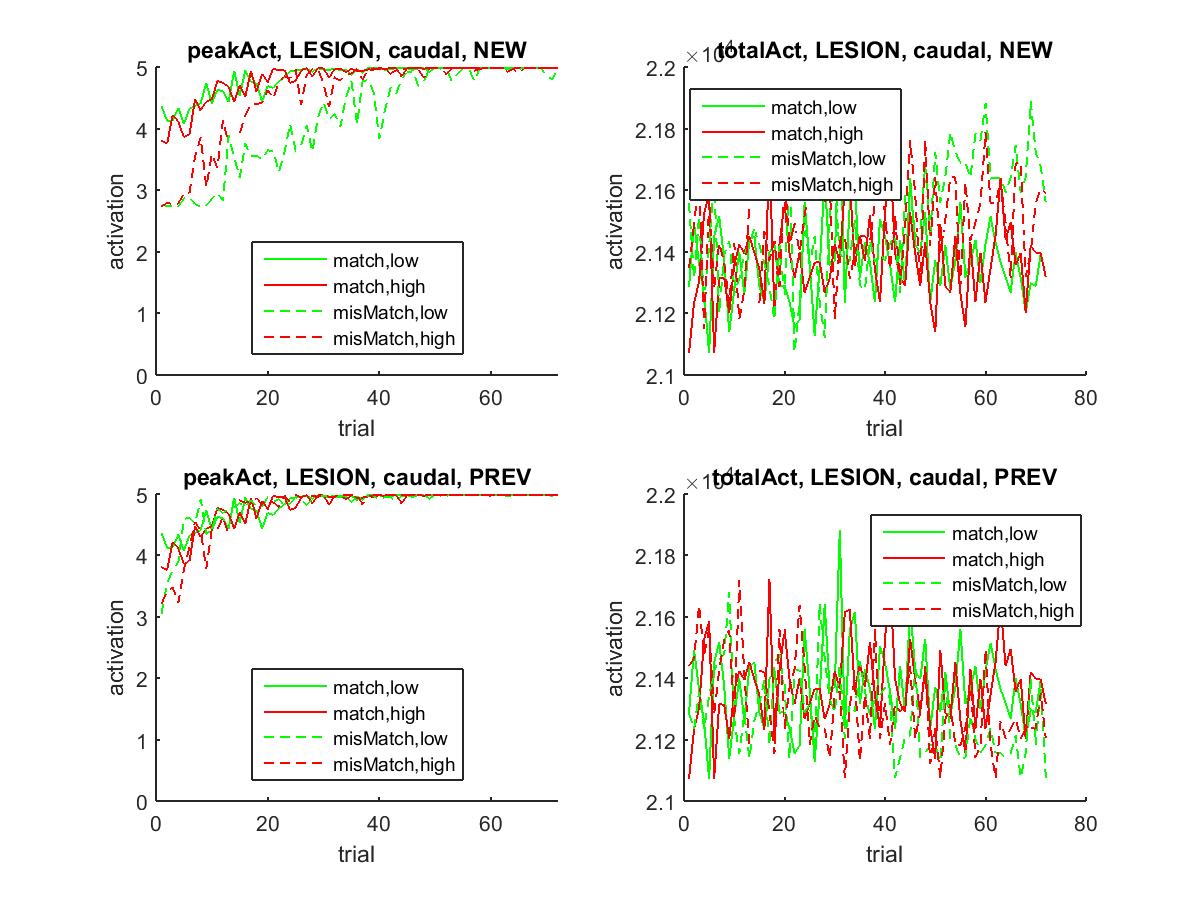 peakAct, LESION, caudal, NEW
5
4
3
2
1
0
activation
match,low
match,high
misMatch,low
misMatch,high
0 20 40 60
trial
×10⁴
totalAct, LESION, caudal, NEW
2.2
2.18
2.16
2.14
2.12
2.1
activation
match,low
match,high
misMatch,low
misMatch,high
0 20 40 60 80
trial
peakAct, LESION, caudal, PREV
5
4
3
2
1
0
activation
match,low
match,high
misMatch,low
misMatch,high
0 20 40 60
trial
×10⁴
totalAct, LESION, caudal, PREV
2.2
2.18
2.16
2.14
2.12
2.1
activation
match,low
match,high
misMatch,low
misMatch,high
0 20 40 60 80
trial